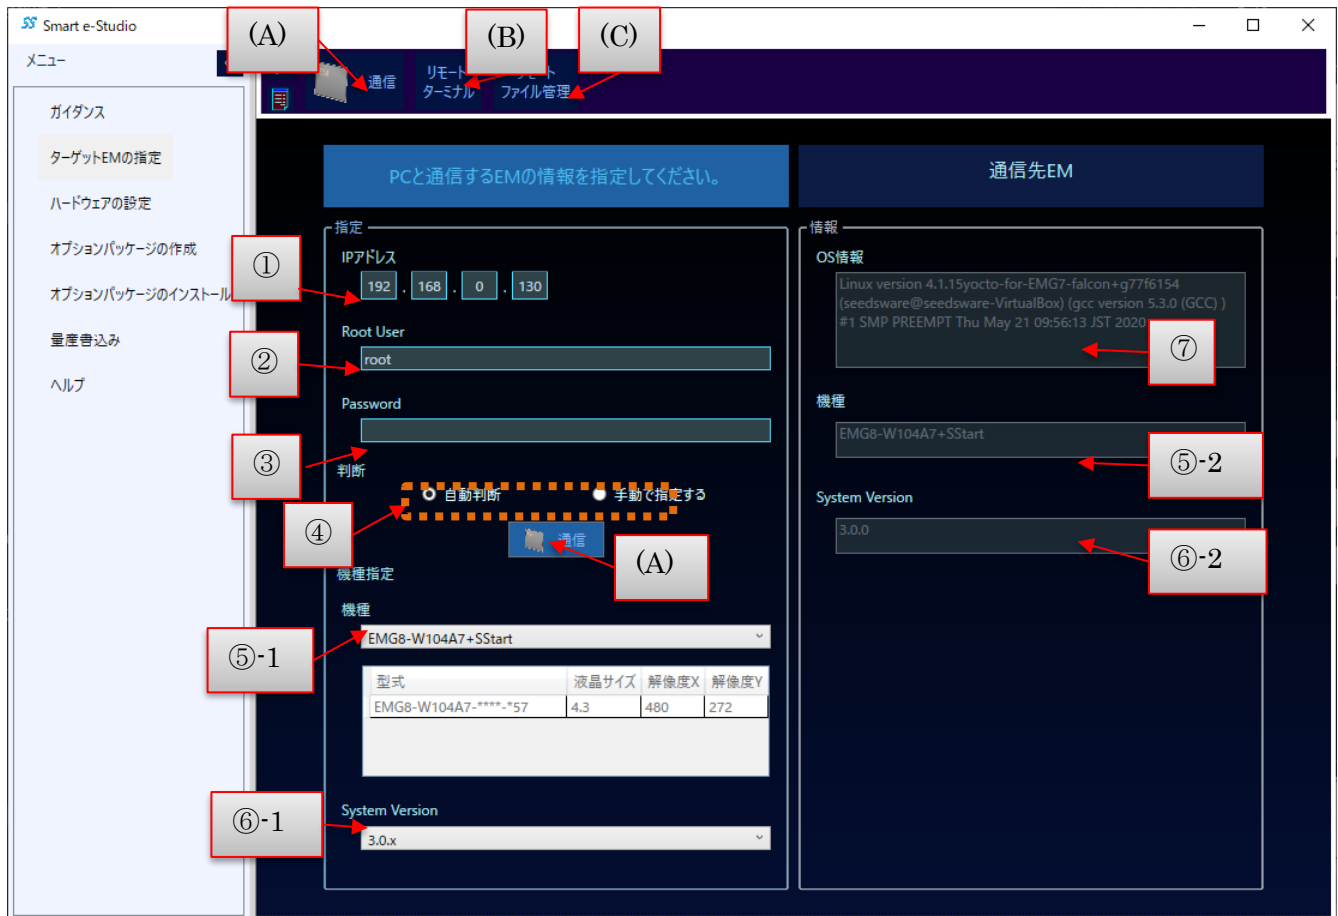 SS Smart e-Studio
(A)
(B)
(C)
メニュー
ガイダンス
ターゲットEMの指定
ハードウェアの設定
オプションパッケージの作成
オプションパッケージのインストール
量産書込み
ヘルプ
通信
リモート
ターミナル
リモート
ファイル管理
PCと通信するEMの情報を指定してください。
指定
IPアドレス
①
192 . 168 . 0 . 130
Root User
②
root
Password
③
判断
自動判断
手動で指定する
④
通信
(A)
機種指定
機種
⑤-1
EMG8-W104A7+SStart
型式 液晶サイズ 解像度X 解像度Y
EMG8-W104A7-****-*57 4.3 480 272
System Version
⑥-1
3.0.x
通信先EM
情報
OS情報
Linux version 4.1.15yocto-for-EMG7-falcon+g77f6154
(seedsware@seedsware-VirtualBox) (gcc version 5.3.0 (GCC) )
#1 SMP PREEMPT Thu May 21 09:56:13 JST 2020
⑦
機種
EMG8-W104A7+SStart
⑤-2
System Version
3.0.0
⑥-2